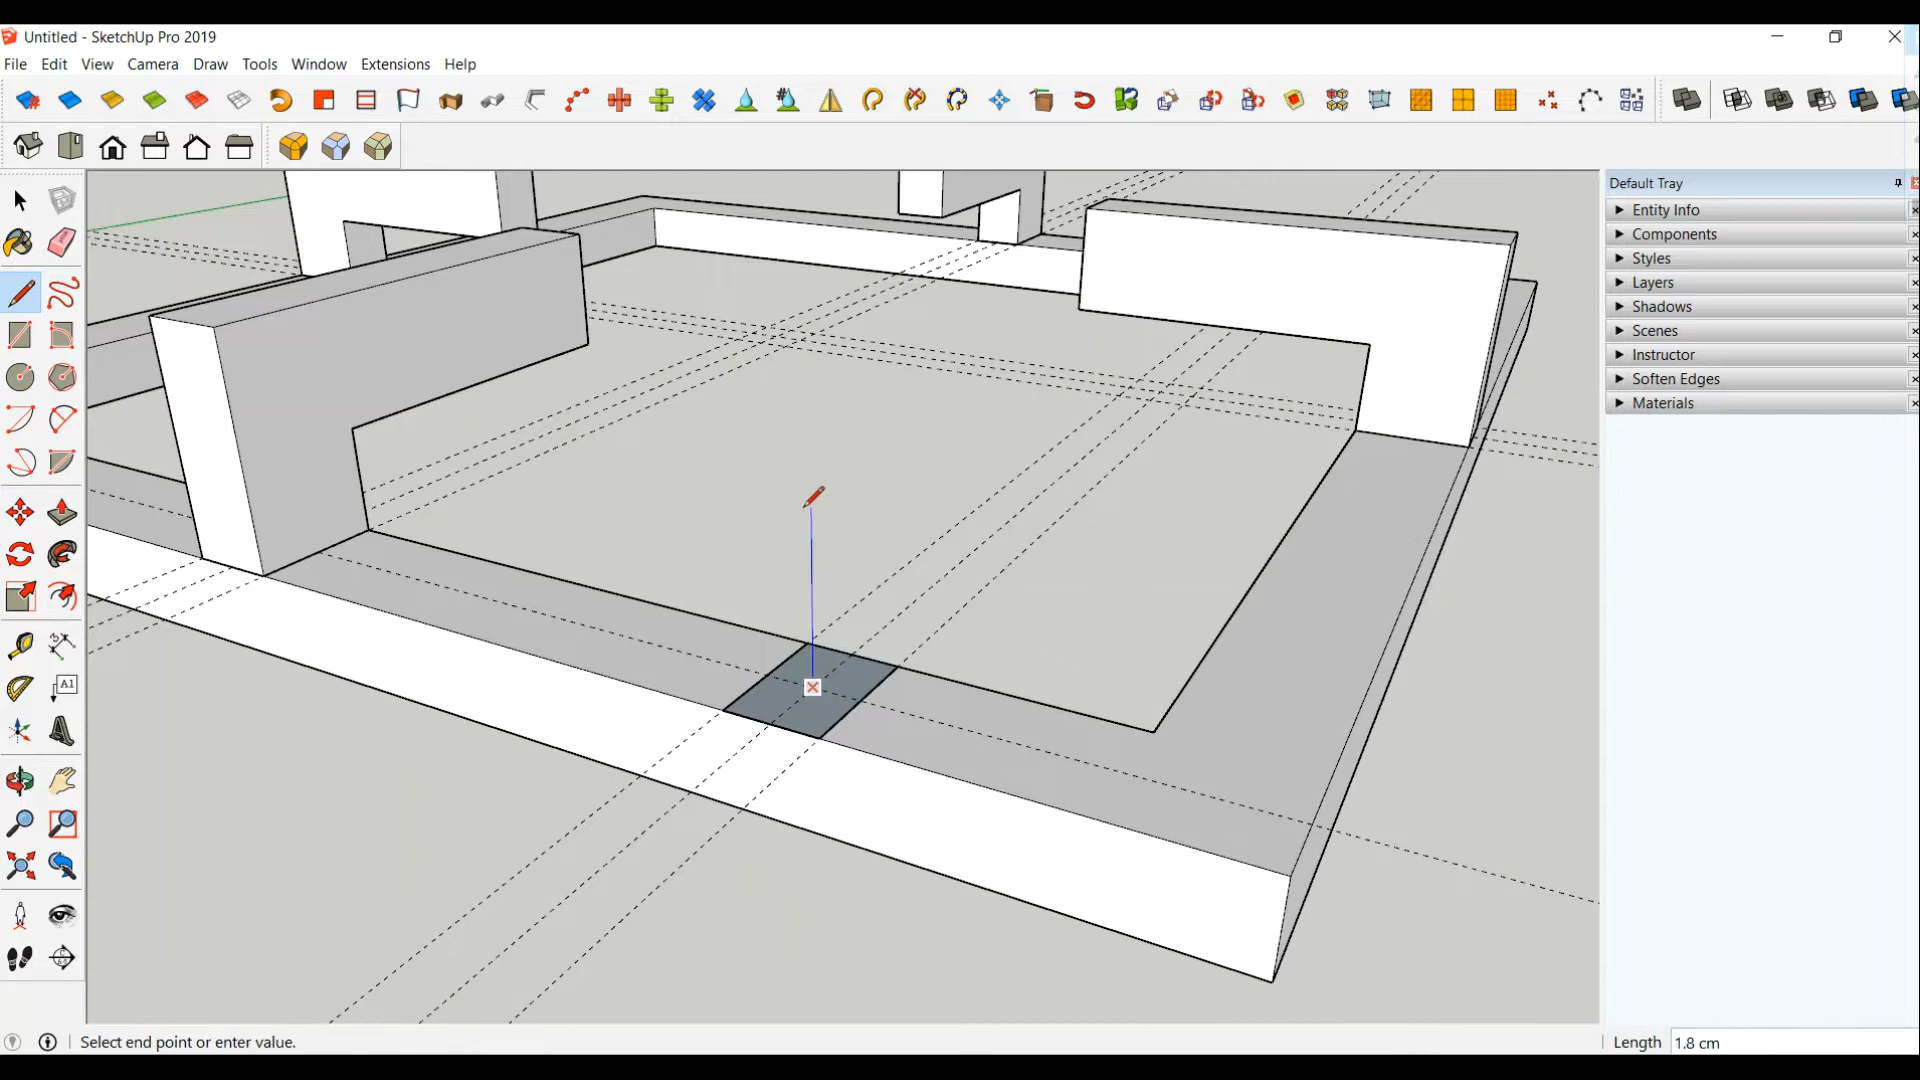 Untitled - SketchUp Pro 2019
File Edit View Camera Draw Tools Window Extensions Help
Default Tray
Entity Info
Components
Styles
Layers
Shadows
Scenes
Instructor
Soften Edges
Materials
A1
Select end point or enter value.
Length 1.8 cm